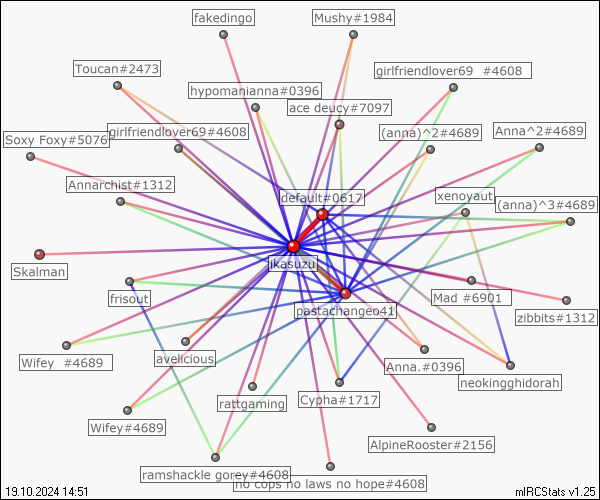 fakedingo
Mushy#1984
Toucan#2473
girlfriendlover69  #4608
hypomanianna#0396
ace deucy#7097
Soxy Foxy#5076
girlfriendlover69#4608
(anna)^2#4689
Anna^2#4689
Annarchist#1312
default#0617
xenoyaut
(anna)^3#4689
jikasuzu
Skalman
frisout
pastachangeo41
Mad #6901
zibbits#1312
Wifey  #4689
avelicious
Anna.#0396
neokingghidorah
rattgaming
Cypha#1717
Wifey#4689
AlpineRooster#2156
ramshackle gorey#4608
no cops no laws no hope#4608
19.10.2024 14:51
mIRCStats v1.25